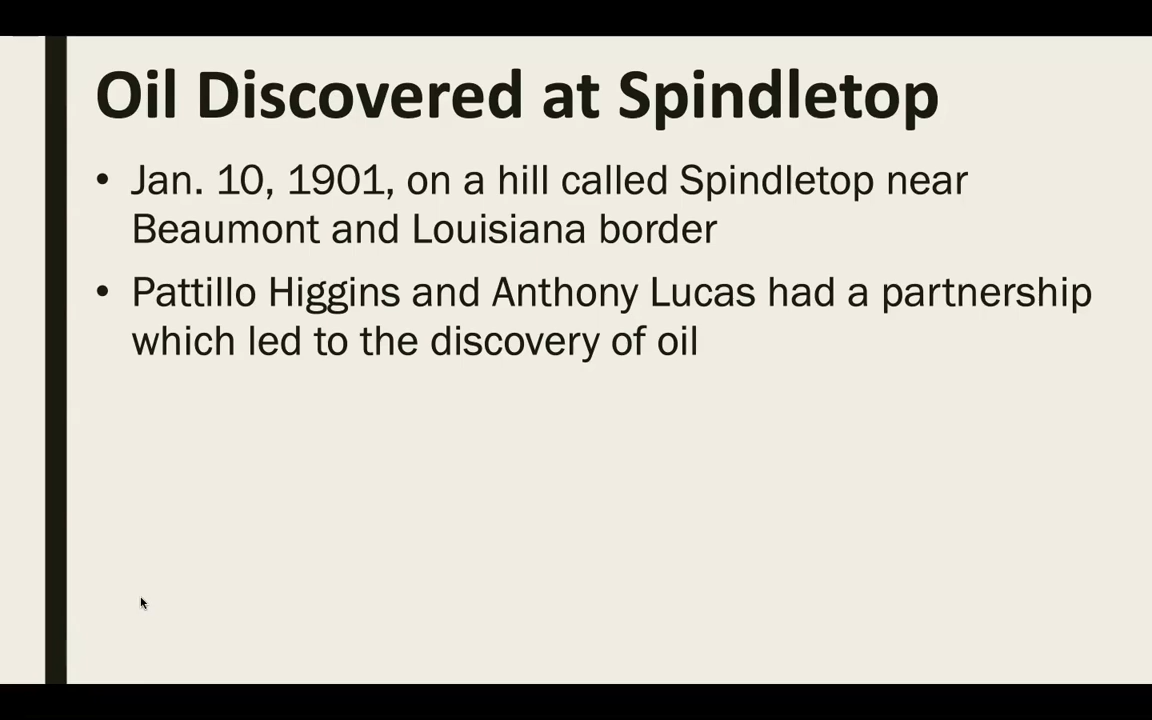 Oil Discovered at Spindletop
• Jan. 10, 1901, on a hill called Spindletop near
Beaumont and Louisiana border
• Pattillo Higgins and Anthony Lucas had a partnership
which led to the discovery of oil